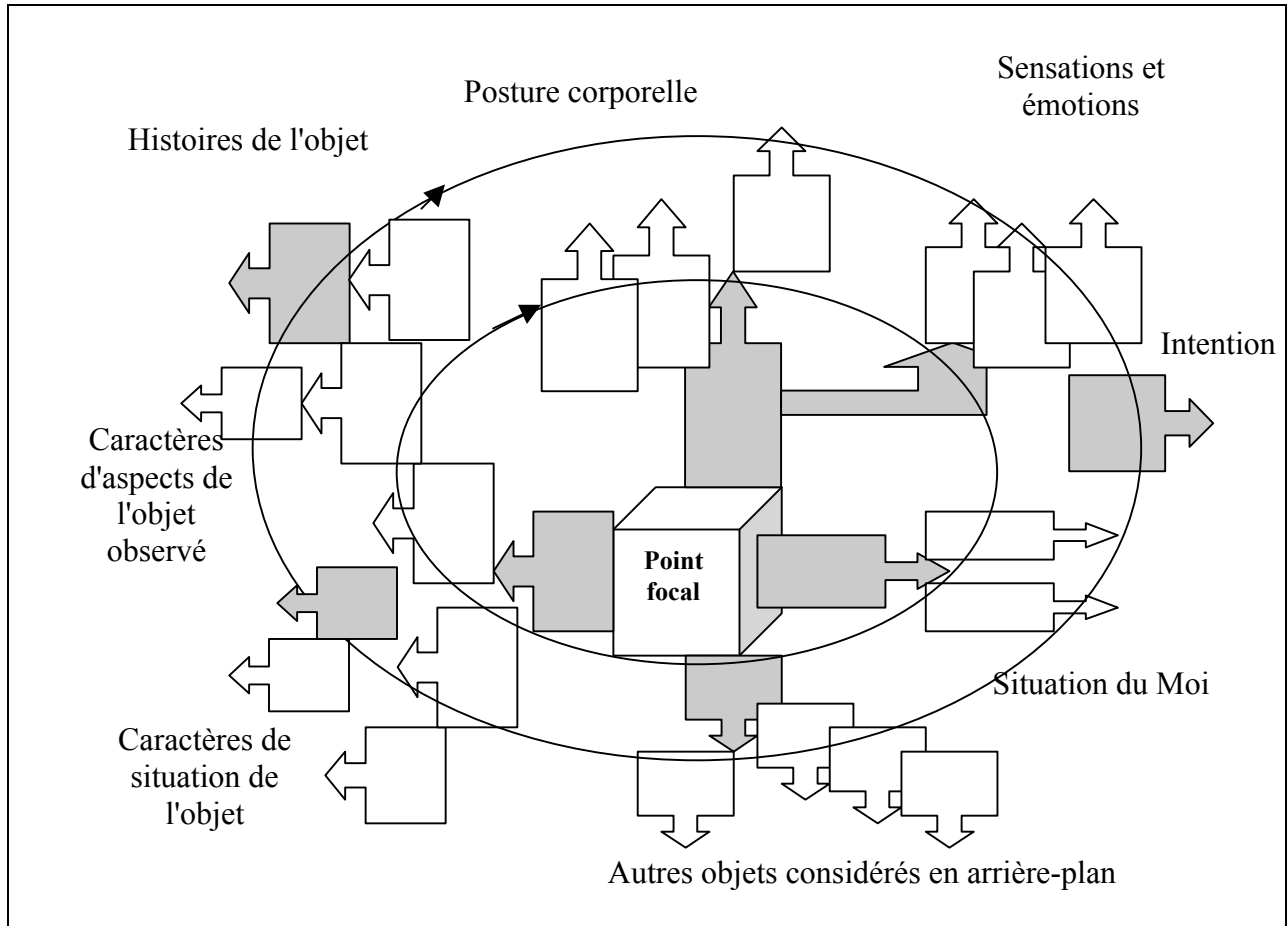 Sensations et
émotions
Posture corporelle
Histoires de l'objet
Intention
Caractères
d'aspects de
l'objet
observé
Point
focal
Situation du Moi
Caractères de
situation de
l'objet
Autres objets considérés en arrière-plan